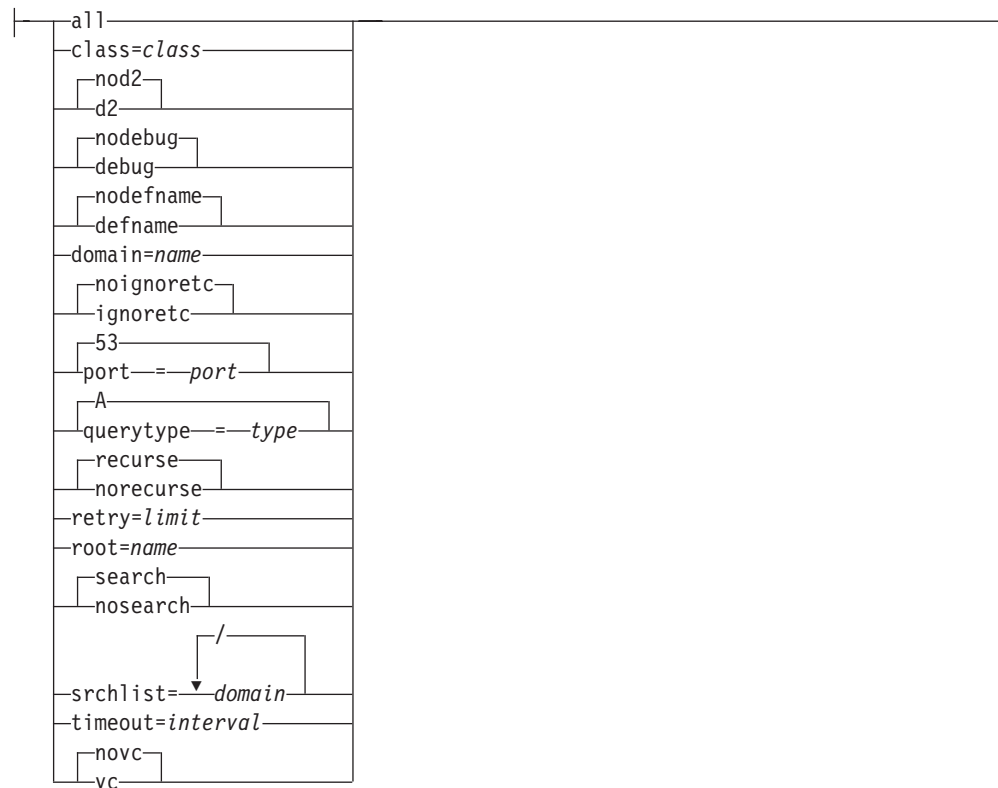 all
class=class
nod2
d2
nodebug
debug
nodefname
defname
domain=name
noignoretc
ignoretc
53
port = port
A
querytype = type
recurse
norecurse
retry=limit
root=name
search
nosearch
/
srchlist= domain
timeout=interval
novc
vc